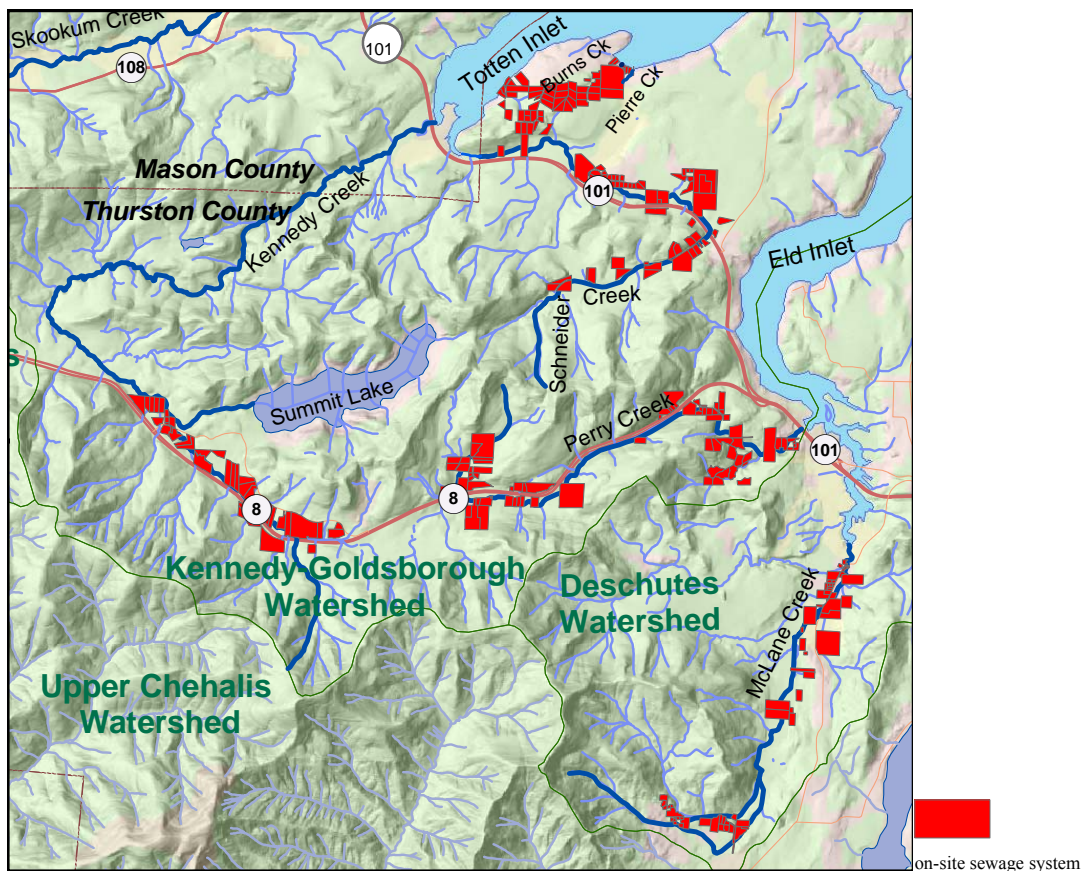 Skookum Creek
108
101
Totten Inlet
Burns Ck
Pierre Ck
Mason County
Thurston County
Kennedy Creek
101
Eld Inlet
Schneider
Creek
s
Summit Lake
Perry Creek
101
8
8
Kennedy-Goldsborough
Watershed
Deschutes
Watershed
McLane Creek
Upper Chehalis
Watershed
on-site sewage system